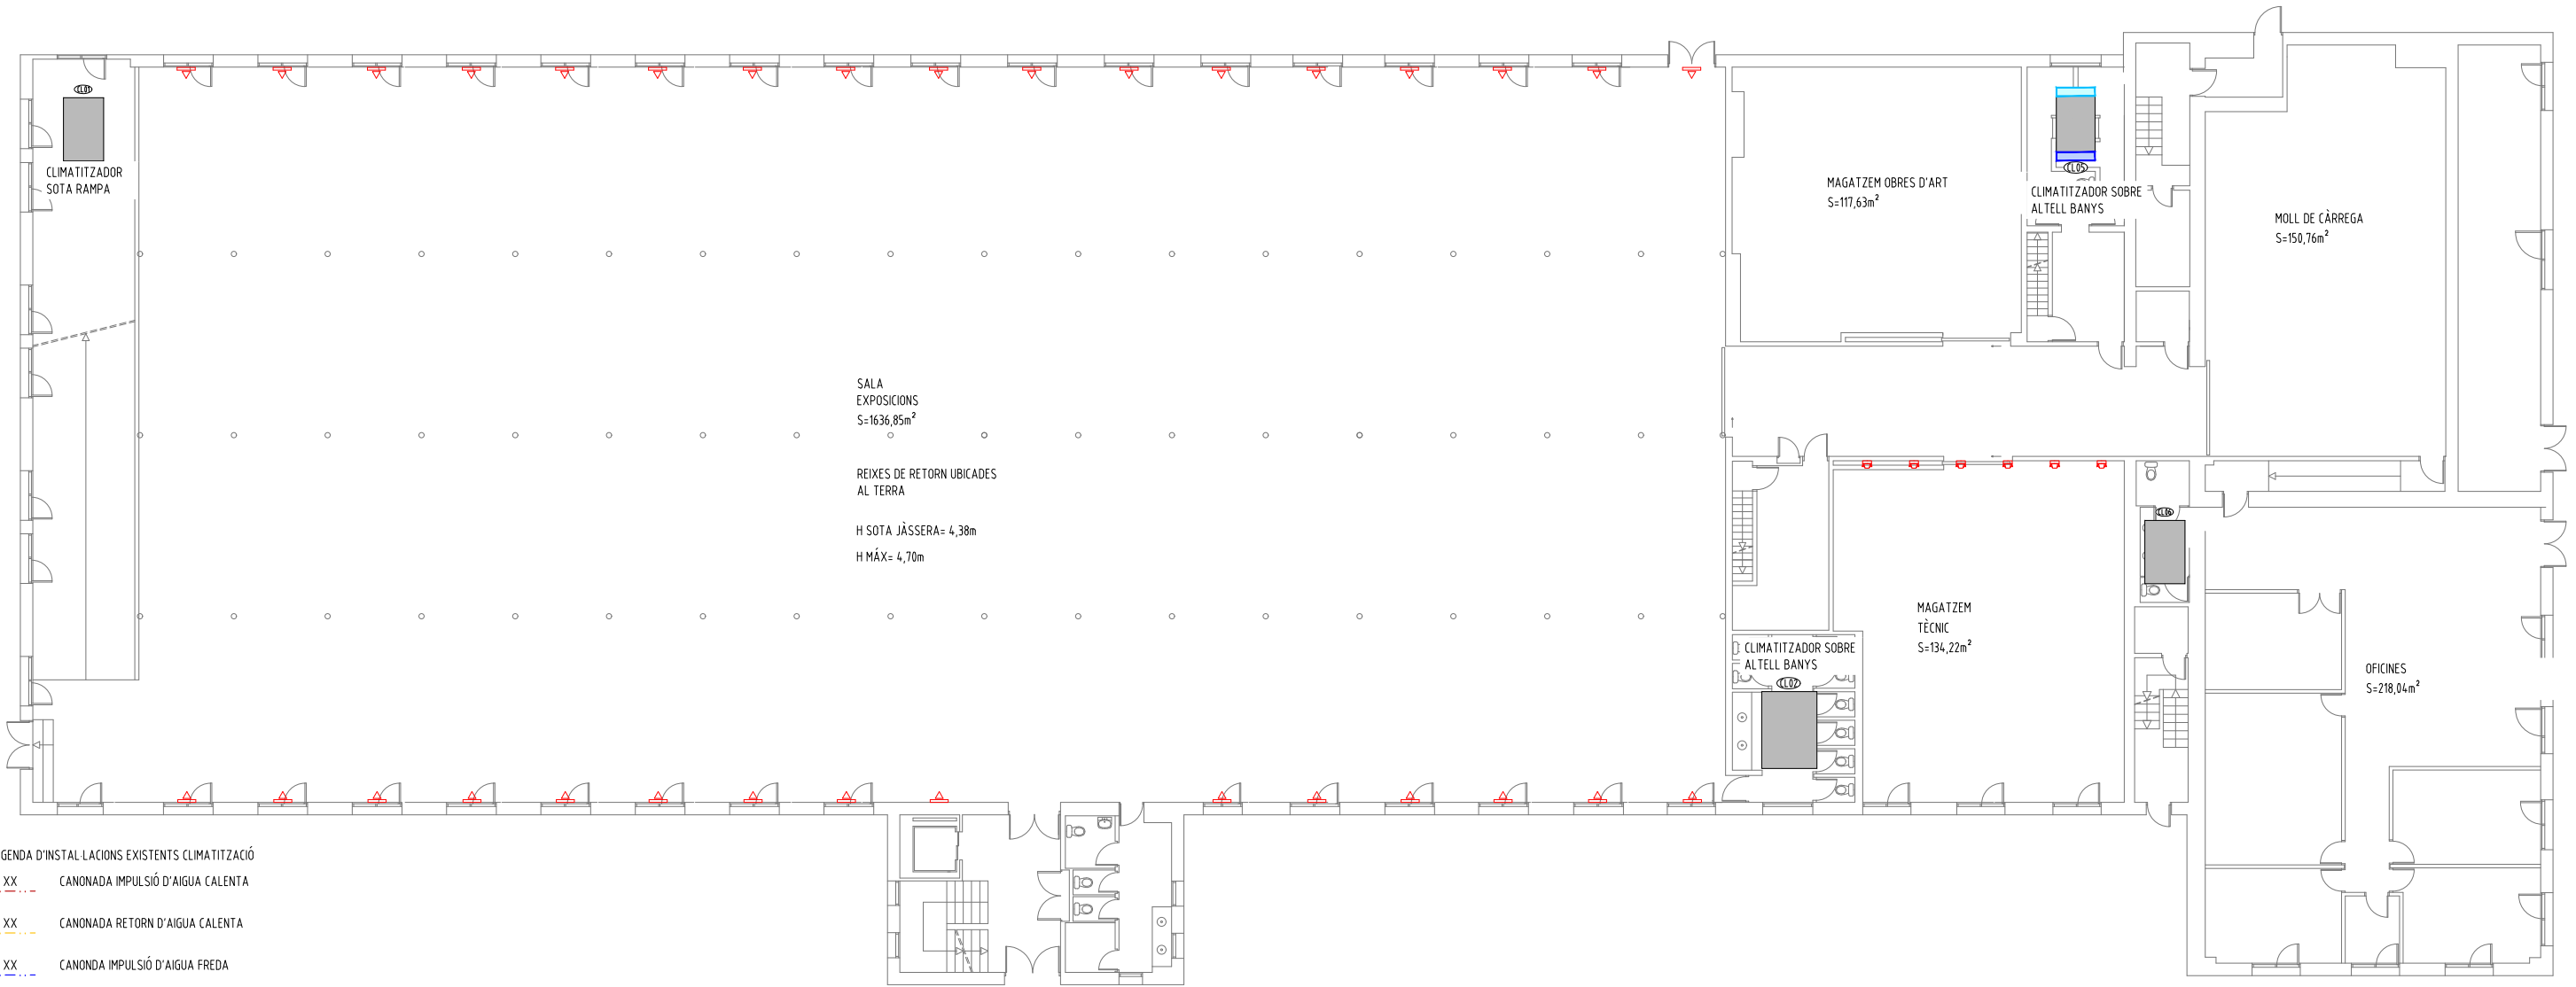 CL01
CLIMATITZADOR
SOTA RAMPA
MAGATZEM OBRES D'ART
S=117,63m²
CL05
CLIMATITZADOR SOBRE
ALTELL BANYS
MOLL DE CÀRREGA
S=150,76m²
SALA
EXPOSICIONS
S=1636,85m²
REIXES DE RETORN UBICADES
AL TERRA
H SOTA JÀSSERA= 4,38m
H MÁX= 4,70m
CL06
MAGATZEM
TÈCNIC
S=134,22m²
CLIMATITZADOR SOBRE
ALTELL BANYS
CL02
OFICINES
S=218,04m²
GENDA D'INSTAL·LACIONS EXISTENTS CLIMATITZACIÓ
XX CANONADA IMPULSIÓ D'AIGUA CALENTA
XX CANONADA RETORN D'AIGUA CALENTA
XX CANONDA IMPULSIÓ D'AIGUA FREDA